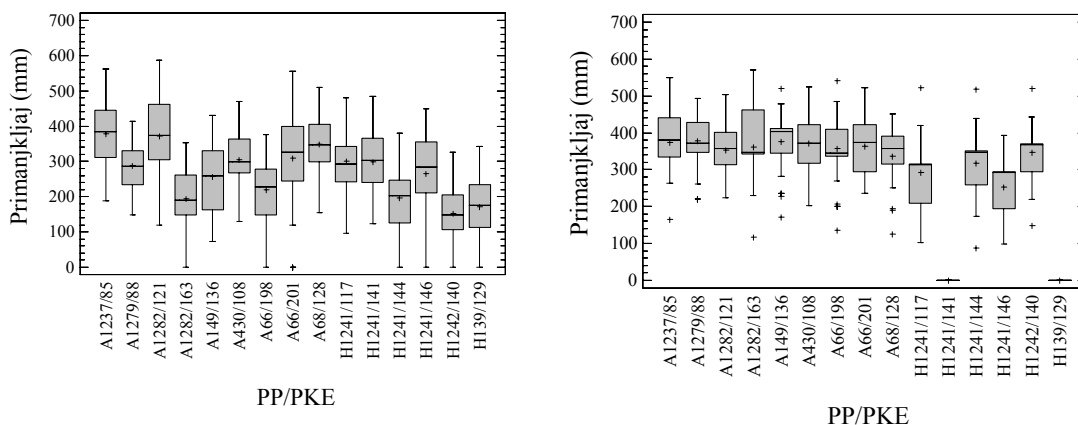 Primanjkljaj (mm)
700
600
500
400
300
200
100
0
A1237/85
A1279/88
A1282/121
A1282/163
A149/136
A430/108
A66/198
A66/201
A68/128
H1241/117
H1241/141
H1241/144
H1241/146
H1242/140
H139/129
PP/PKE
Primanjkljaj (mm)
700
600
500
400
300
200
100
0
A1237/85
A1279/88
A1282/121
A1282/163
A149/136
A430/108
A66/198
A66/201
A68/128
H1241/117
H1241/141
H1241/144
H1241/146
H1242/140
H139/129
PP/PKE